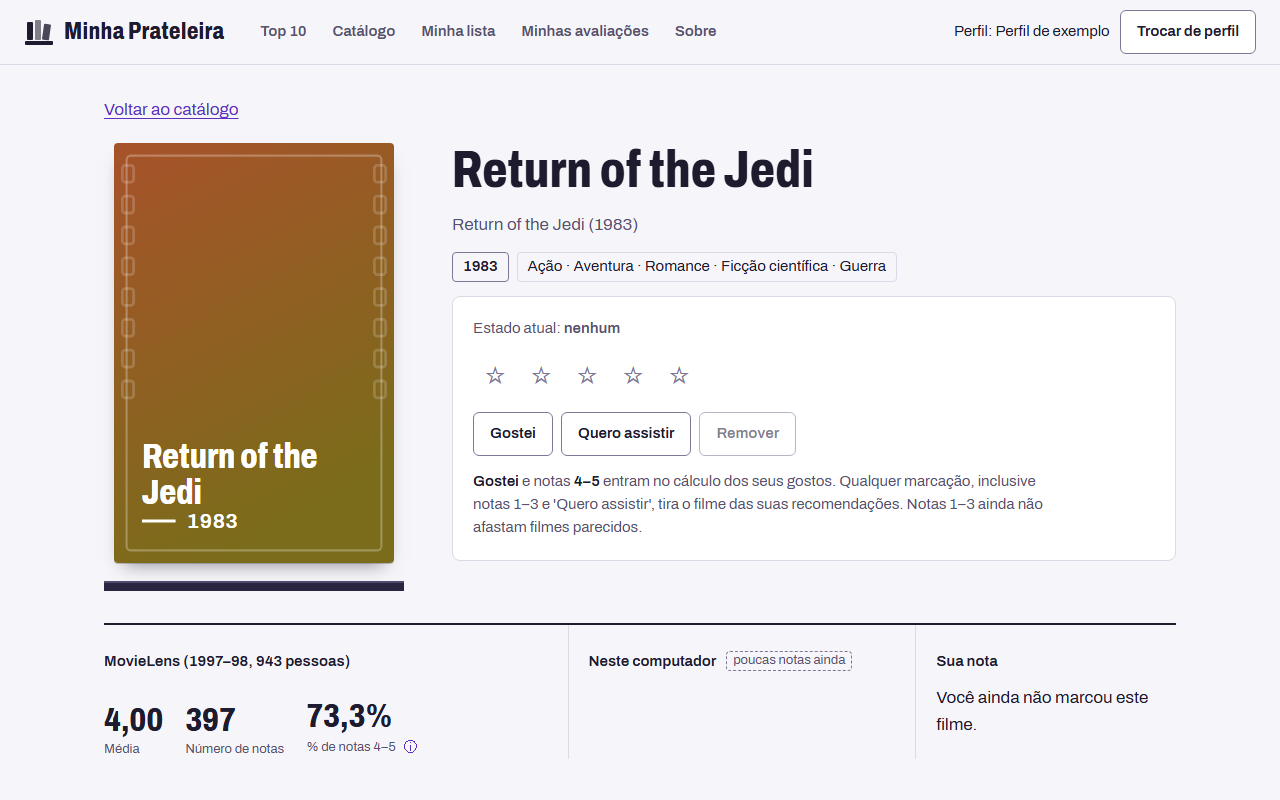 Minha Prateleira
Top 10
Catálogo
Minha lista
Minhas avaliações
Sobre
Perfil: Perfil de exemplo
Trocar de perfil
Voltar ao catálogo
Return of the
Jedi
1983
Return of the Jedi
Return of the Jedi (1983)
1983
Ação · Aventura · Romance · Ficção científica · Guerra
Estado atual: nenhum
Gostei
Quero assistir
Remover
Gostei e notas 4–5 entram no cálculo dos seus gostos. Qualquer marcação, inclusive
notas 1–3 e 'Quero assistir', tira o filme das suas recomendações. Notas 1–3 ainda não
afastam filmes parecidos.
MovieLens (1997–98, 943 pessoas)
4,00
Média
397
Número de notas
73,3%
% de notas 4–5
Neste computador
poucas notas ainda
Sua nota
Você ainda não marcou este
filme.